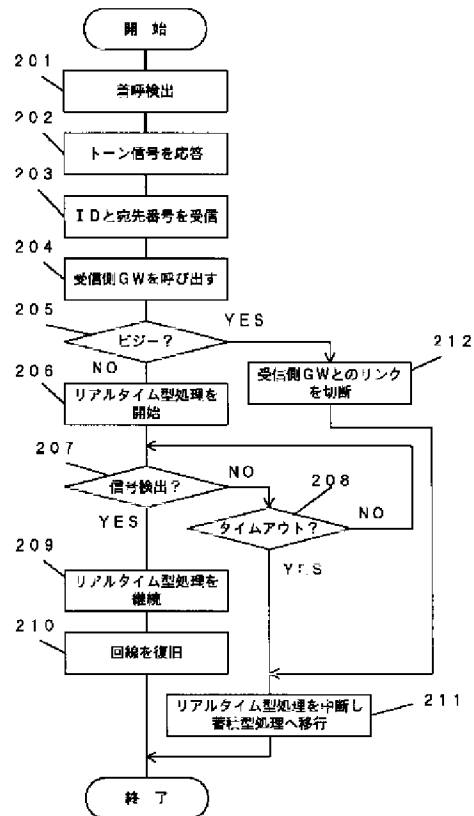 開 始
201
着呼検出
202
トーン信号を応答
203
IDと宛先番号を受信
204
受信側GWを呼び出す
205
ビジー?
YES
NO
212
受信側GWとのリンク
を切断
206
リアルタイム型処理を
開始
207
信号検出?
NO
YES
208
タイムアウト?
NO
YES
209
リアルタイム型処理を
継続
210
回線を復旧
リアルタイム型処理を中断し
蓄積型処理へ移行
211
終 了